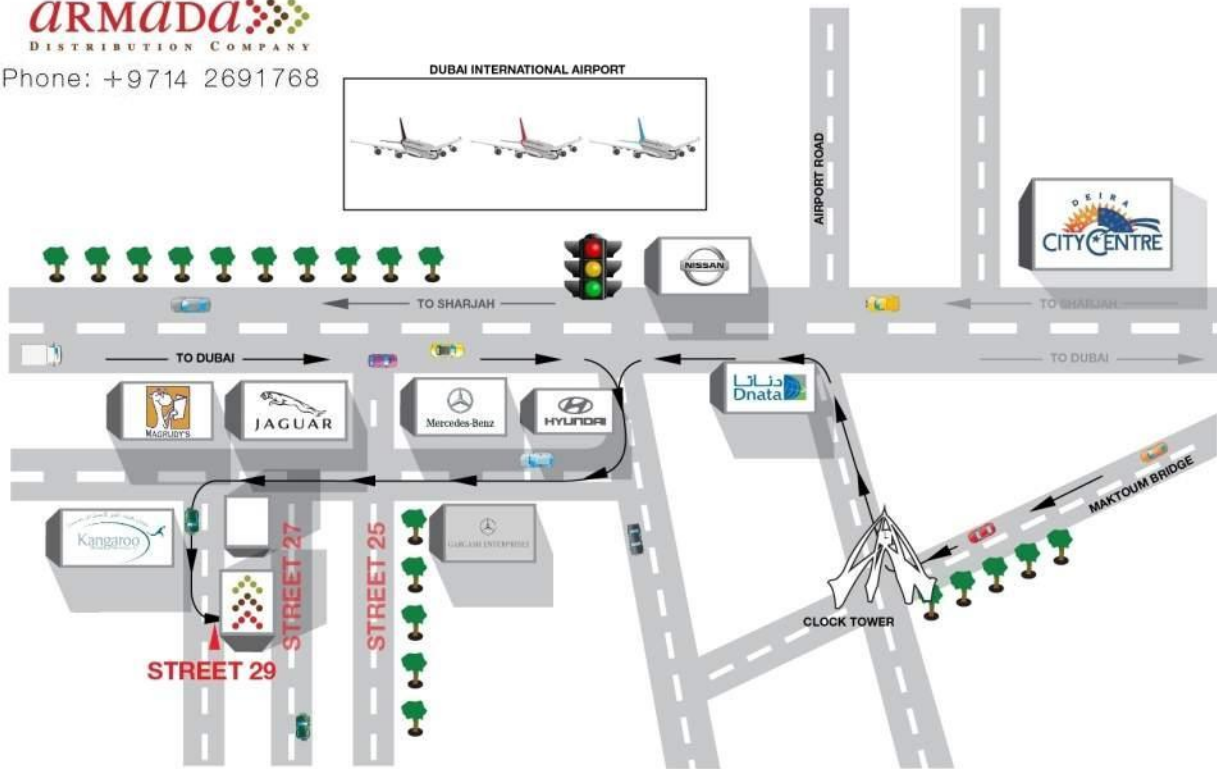 aRMaDa
DISTRIBUTION COMPANY
Phone: +9714 2691768
DUBAI INTERNATIONAL AIRPORT
AIRPORT ROAD
DEIRA
CITY CENTRE
NISSAN
TO SHARJAH
TO SHARJAH
TO DUBAI
TO DUBAI
دناتا
Dnata
MAGRUDY'S
JAGUAR
Mercedes-Benz
HYUNDAI
MAKTOUM BRIDGE
Kangaroo
GARGASH ENTERPRISES
STREET 27
STREET 25
CLOCK TOWER
STREET 29